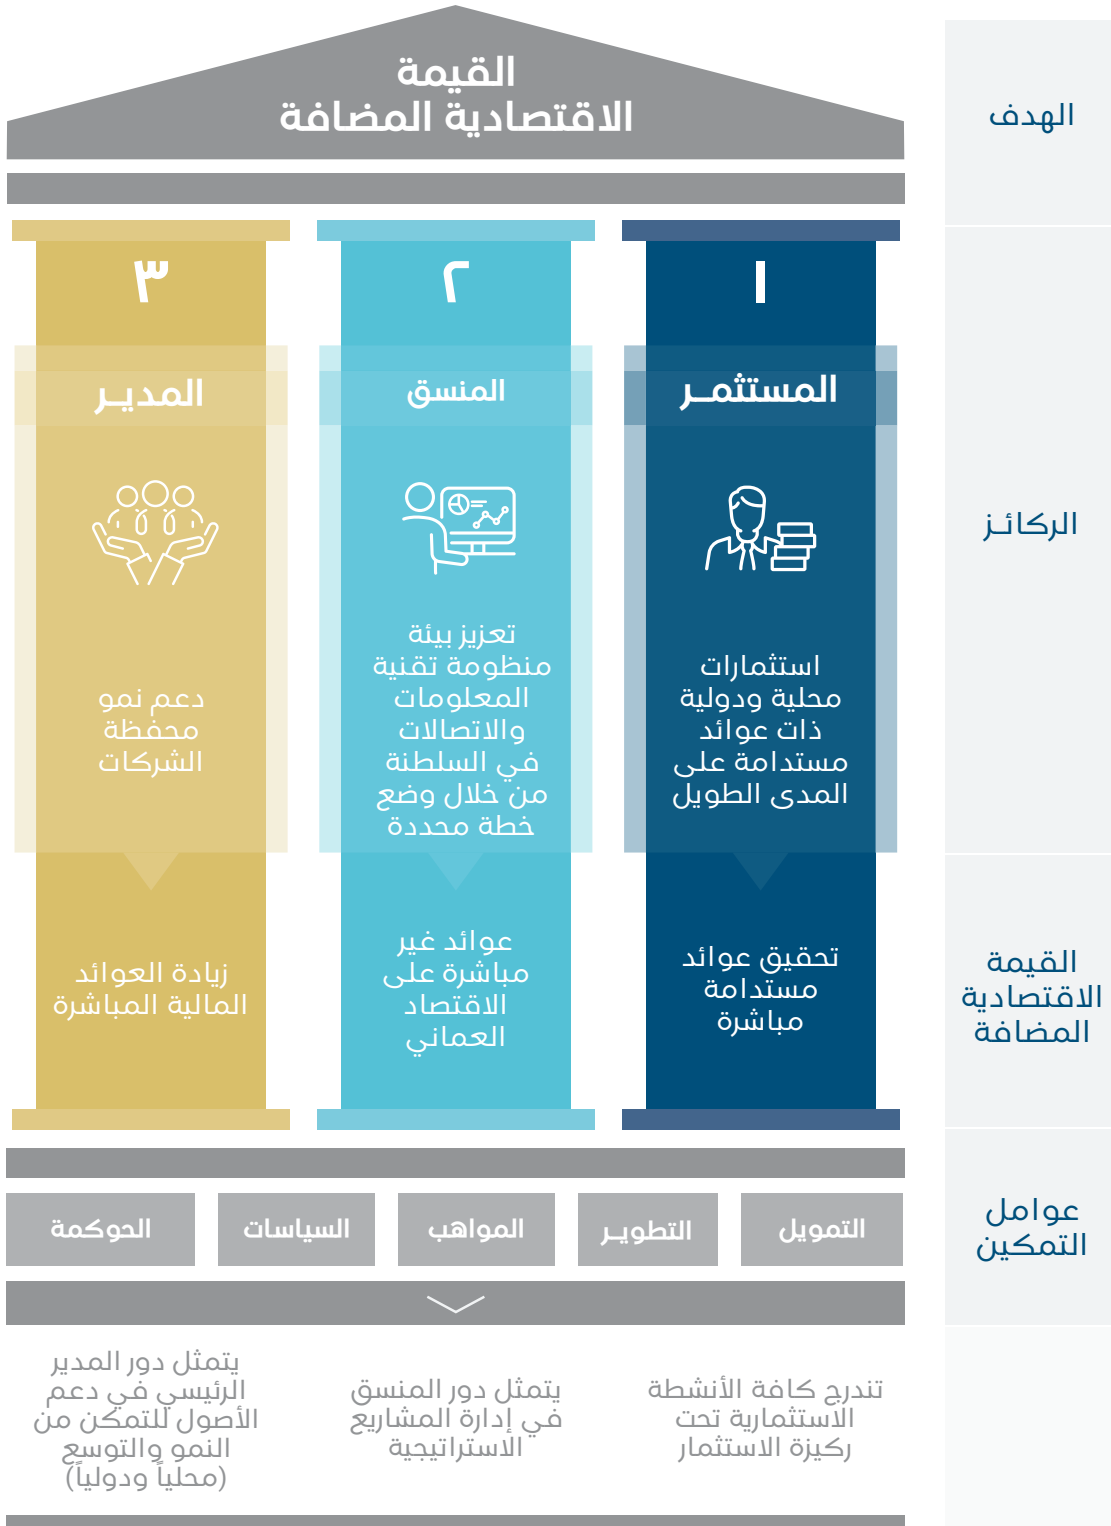 القيمة
الاقتصادية المضافة
الهدف
الركائـز
١
المستثمـر
استثمارات
محلية ودولية
ذات عوائد
مستدامة على
المدى الطويل
٢
المنسق
تعزيز بيئة
منظومة تقنية
المعلومات
والاتصالات
في السلطنة
من خلال وضع
خطة محددة
٣
المديـر
دعم نمو
محفظة
الشركات
القيمة
الاقتصادية
المضافة
تحقيق عوائد
مستدامة
مباشرة
عوائد غير
مباشرة على
الاقتصاد
العماني
زيادة العوائد
المالية المباشرة
عوامل
التمكين
التمويل
التطويـر
المواهب
السياسات
الحوكمة
تندرج كافة الأنشطة
الاستثمارية تحت
ركيزة الاستثمار
يتمثل دور المنسق
في إدارة المشاريع
الاستراتيجية
يتمثل دور المدير
الرئيسي في دعم
الأصول للتمكن من
النمو والتوسع
(محلياً ودولياً)